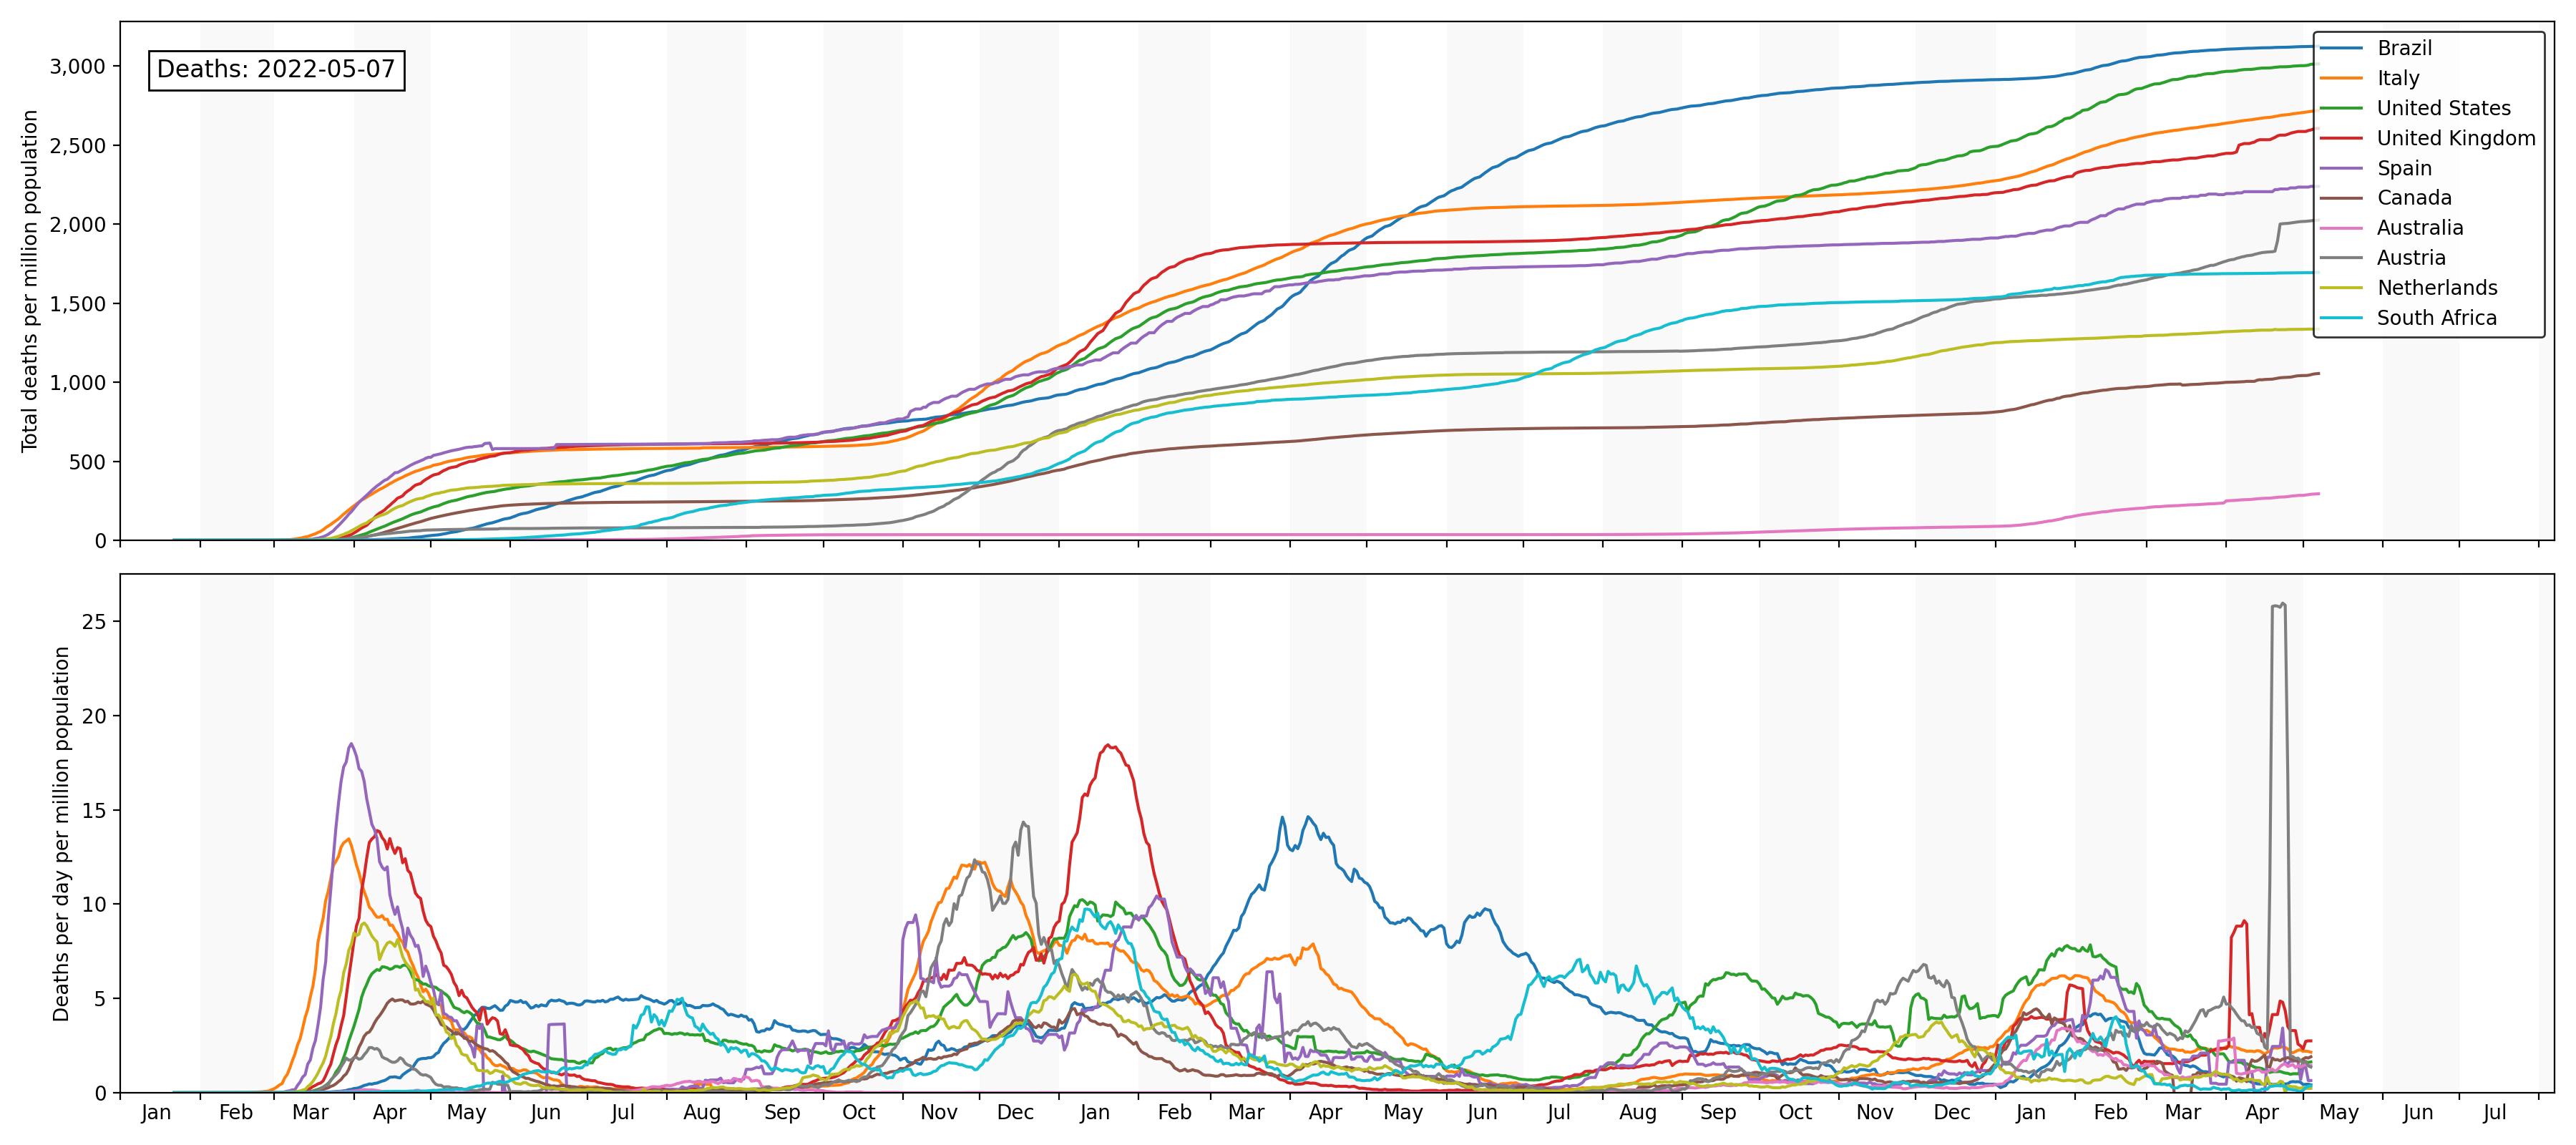 Deaths: 2022-05-07
Total deaths per million population
3,000
2,500
2,000
1,500
1,000
500
0
Brazil
Italy
United States
United Kingdom
Spain
Canada
Australia
Austria
Netherlands
South Africa
Deaths per day per million population
25
20
15
10
5
0
Jan Feb Mar Apr May Jun Jul Aug Sep Oct Nov Dec Jan Feb Mar Apr May Jun Jul Aug Sep Oct Nov Dec Jan Feb Mar Apr May Jun Jul